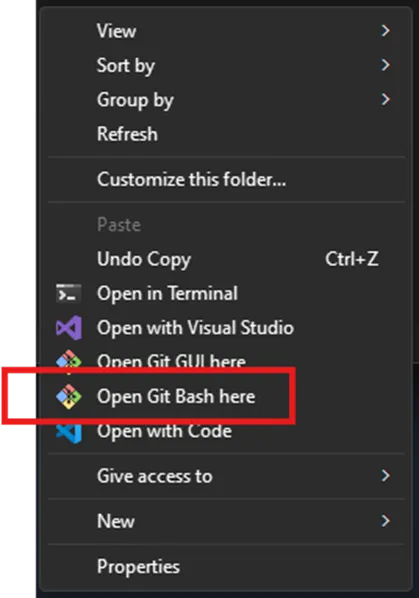 View
Sort by
Group by
Refresh
Customize this folder...
Paste
Undo Copy Ctrl+Z
Open in Terminal
Open with Visual Studio
Open Git GUI here
Open Git Bash here
Open with Code
Give access to
New
Properties